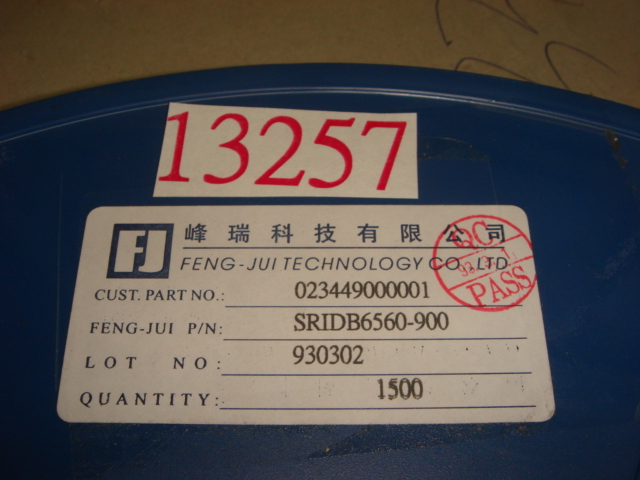 13257
FJ
峰瑞科技有限公司
FENG-JUI TECHNOLOGY CO., LTD
CUST. PART NO.: 023449000001
FENG-JUI P/N: SRIDB6560-900
LOT NO: 930302
QUANTITY: 1500
QC
PASS